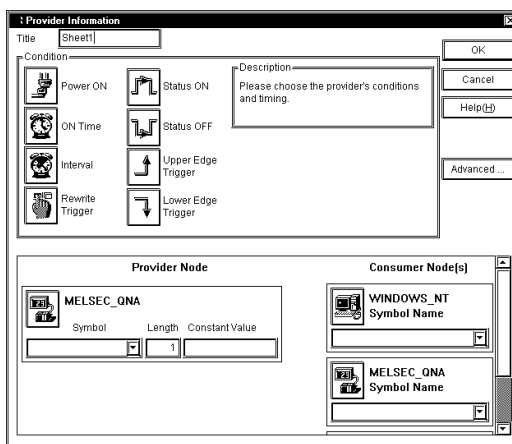 Provider Information
Title
Sheet1
OK
Cancel
Help(H)
Advanced ...
Condition
Power ON
ON Time
Interval
Rewrite
Trigger
Status ON
Status OFF
Upper Edge
Trigger
Lower Edge
Trigger
Description
Please choose the provider's conditions
and timing.
Provider Node
MELSEC_QNA
Symbol
Length
Constant Value
1
Consumer Node(s)
WINDOWS_NT
Symbol Name
MELSEC_QNA
Symbol Name